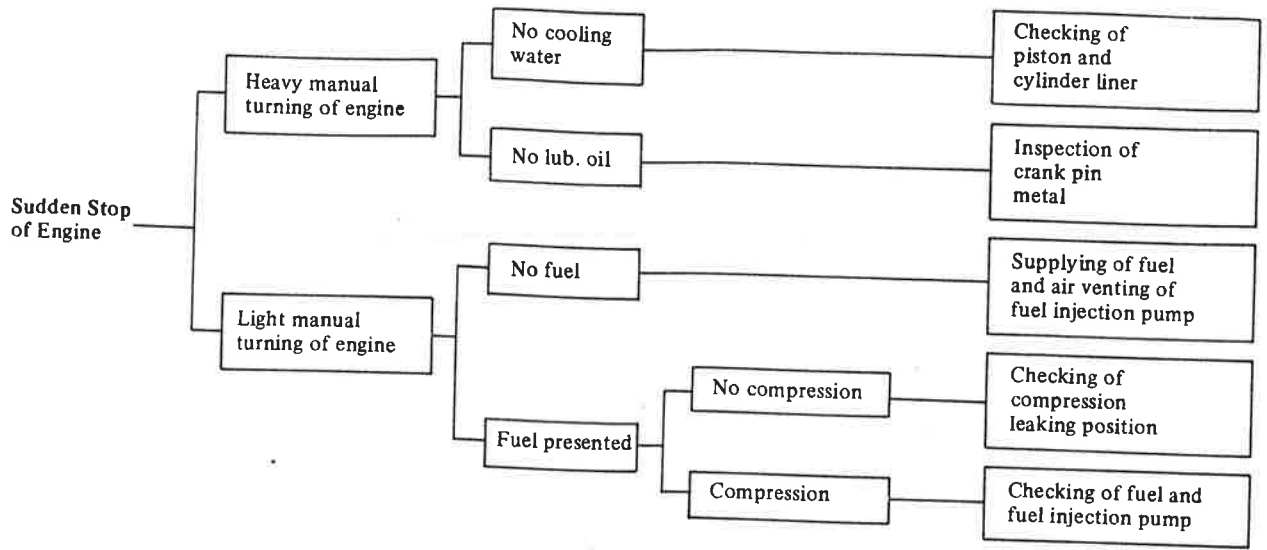 Sudden Stop
of Engine
Heavy manual
turning of engine
No cooling
water
Checking of
piston and
cylinder liner
No lub. oil
Inspection of
crank pin
metal
Light manual
turning of engine
No fuel
Supplying of fuel
and air venting of
fuel injection pump
Fuel presented
No compression
Checking of
compression
leaking position
Compression
Checking of fuel and
fuel injection pump